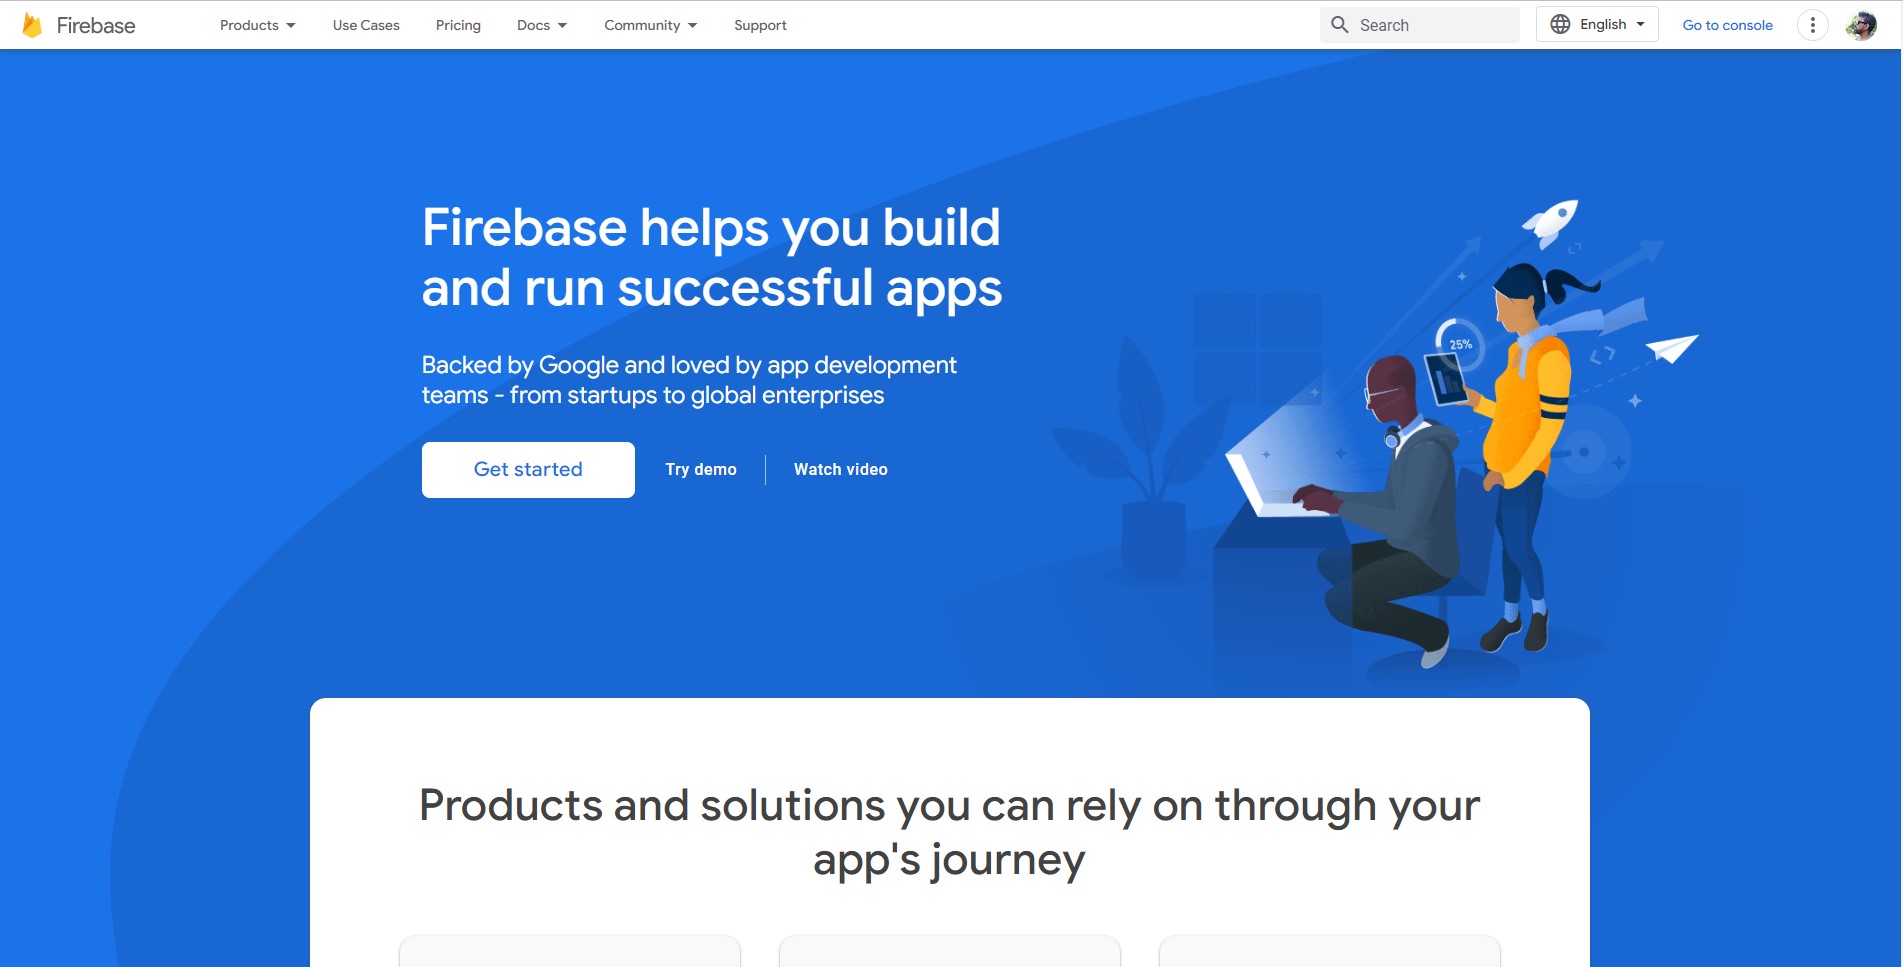 Firebase
Products
Use Cases
Pricing
Docs
Community
Support
Search
English
Go to console
Firebase helps you build
and run successful apps
25%
Backed by Google and loved by app development
teams - from startups to global enterprises
Get started
Try demo
Watch video
Products and solutions you can rely on through your
app's journey